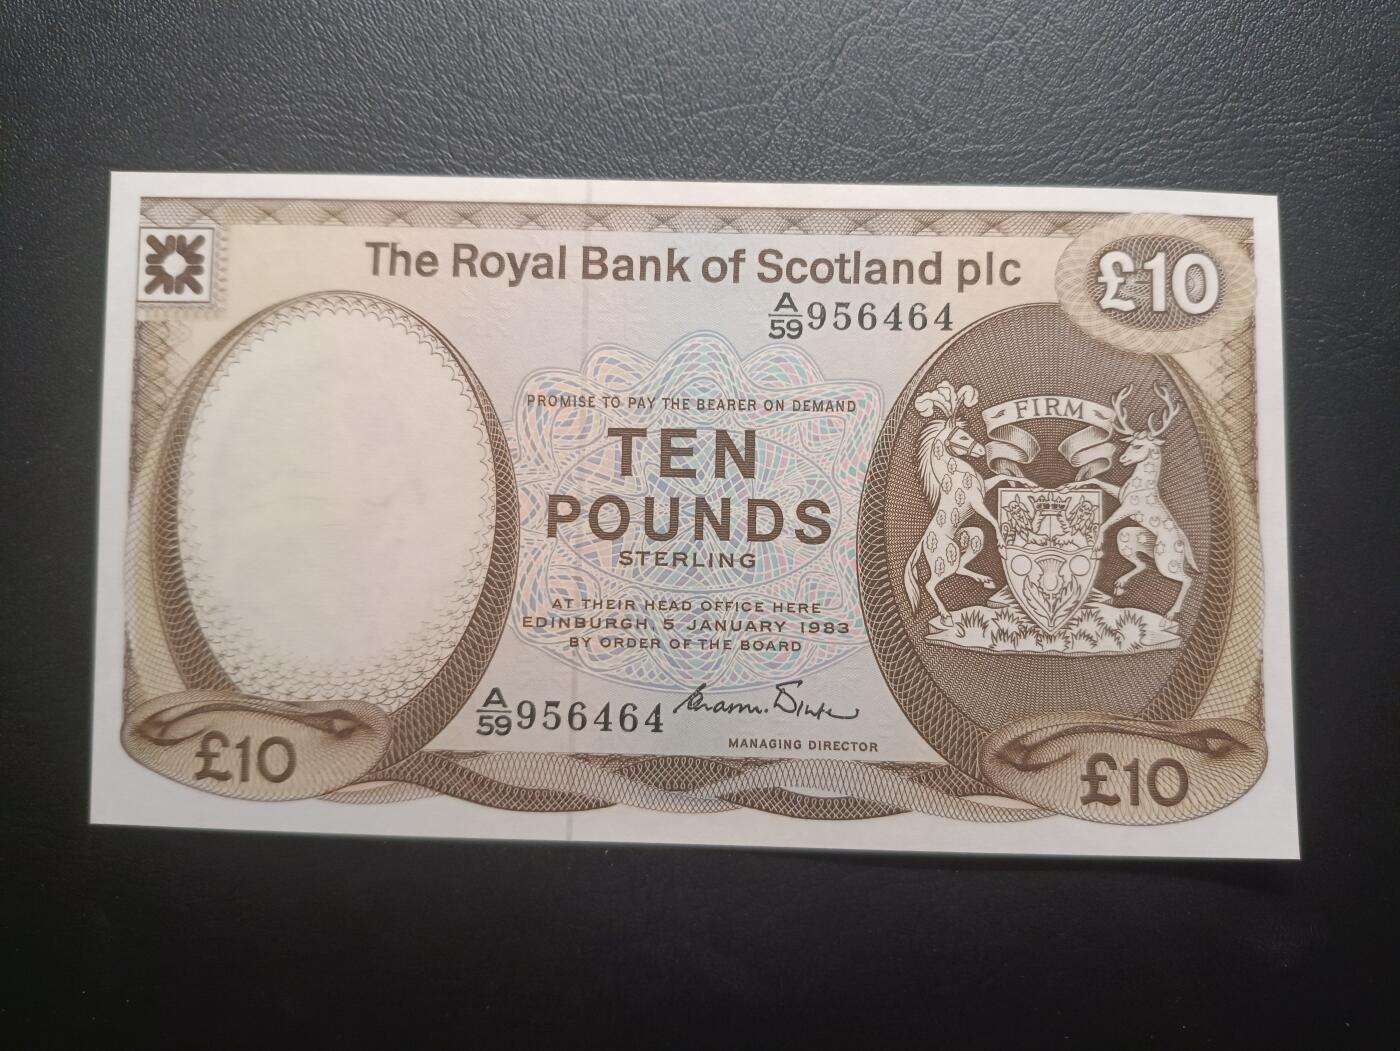 The Royal Bank of Scotland plc
£10
A/59 956464
FIRM
PROMISE TO PAY THE BEARER ON DEMAND
TEN
POUNDS
STERLING
AT THEIR HEAD OFFICE HERE
EDINBURGH, 5 JANUARY 1983
BY ORDER OF THE BOARD
A/59 956464
MANAGING DIRECTOR
£10
£10